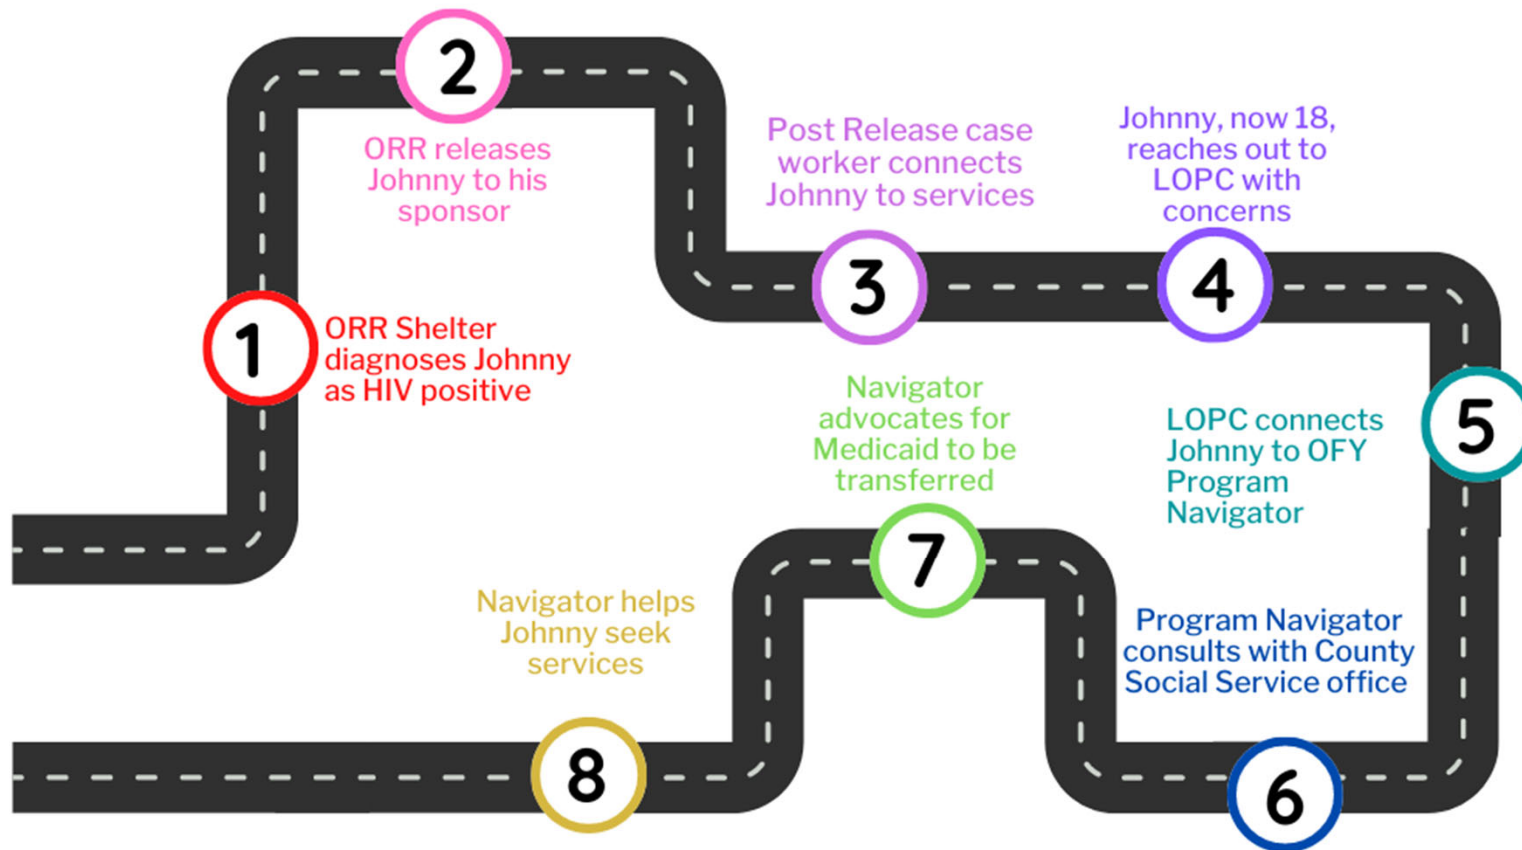 1
ORR Shelter
diagnoses Johnny
as HIV positive
2
ORR releases
Johnny to his
sponsor
3
Post Release case
worker connects
Johnny to services
4
Johnny, now 18,
reaches out to
LOPC with
concerns
5
LOPC connects
Johnny to OFY
Program
Navigator
6
Program Navigator
consults with County
Social Service office
7
Navigator
advocates for
Medicaid to be
transferred
8
Navigator helps
Johnny seek
services